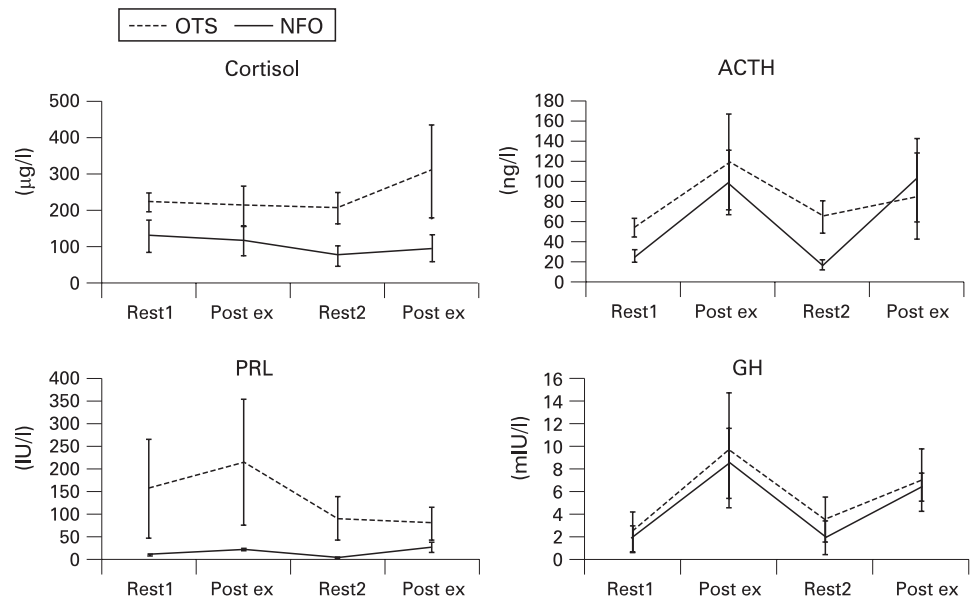 OTS NFO
Cortisol
500
400
300
200
100
0
(µg/l)
Rest1 Post ex Rest2 Post ex
ACTH
180
160
140
120
100
80
60
40
20
0
(ng/l)
Rest1 Post ex Rest2 Post ex
PRL
400
350
300
250
200
150
100
50
0
(IU/l)
Rest1 Post ex Rest2 Post ex
GH
16
14
12
10
8
6
4
2
0
(mIU/l)
Rest1 Post ex Rest2 Post ex